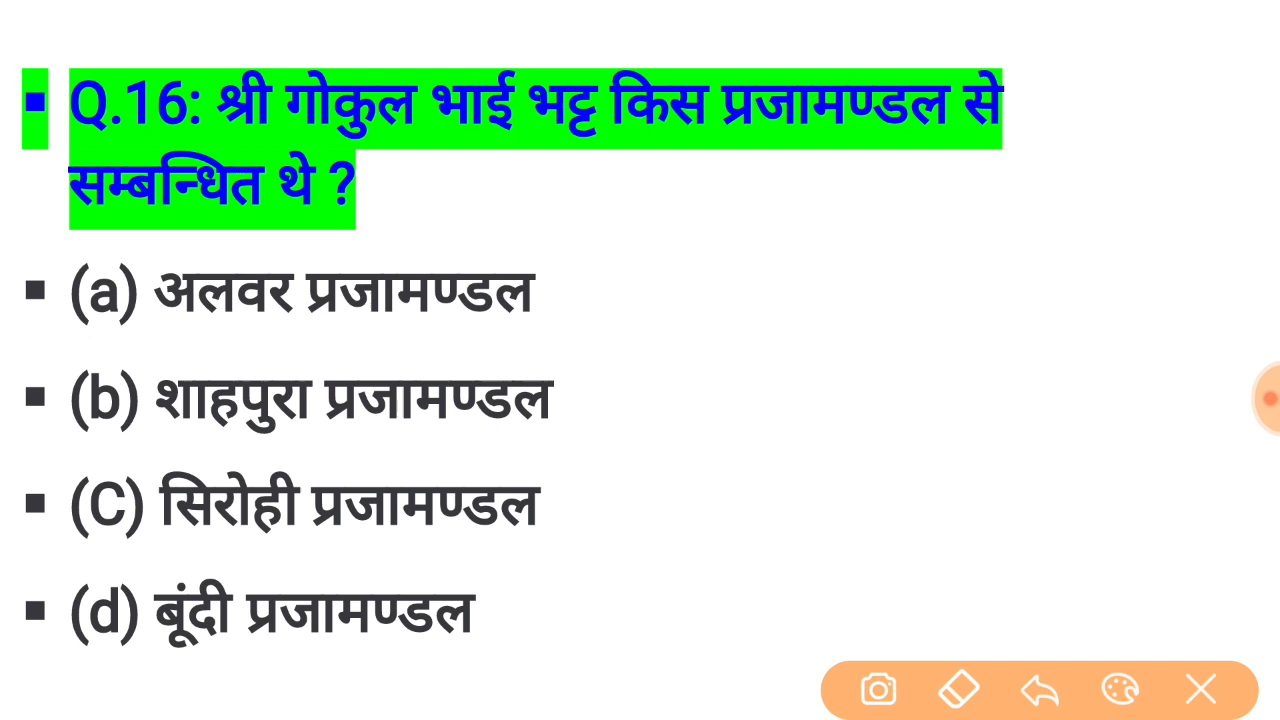 Q.16: श्री गोकुल भाई भट्ट किस प्रजामण्डल से
सम्बन्धित थे ?
(a) अलवर प्रजामण्डल
(b) शाहपुरा प्रजामण्डल
(C) सिरोही प्रजामण्डल
(d) बूंदी प्रजामण्डल